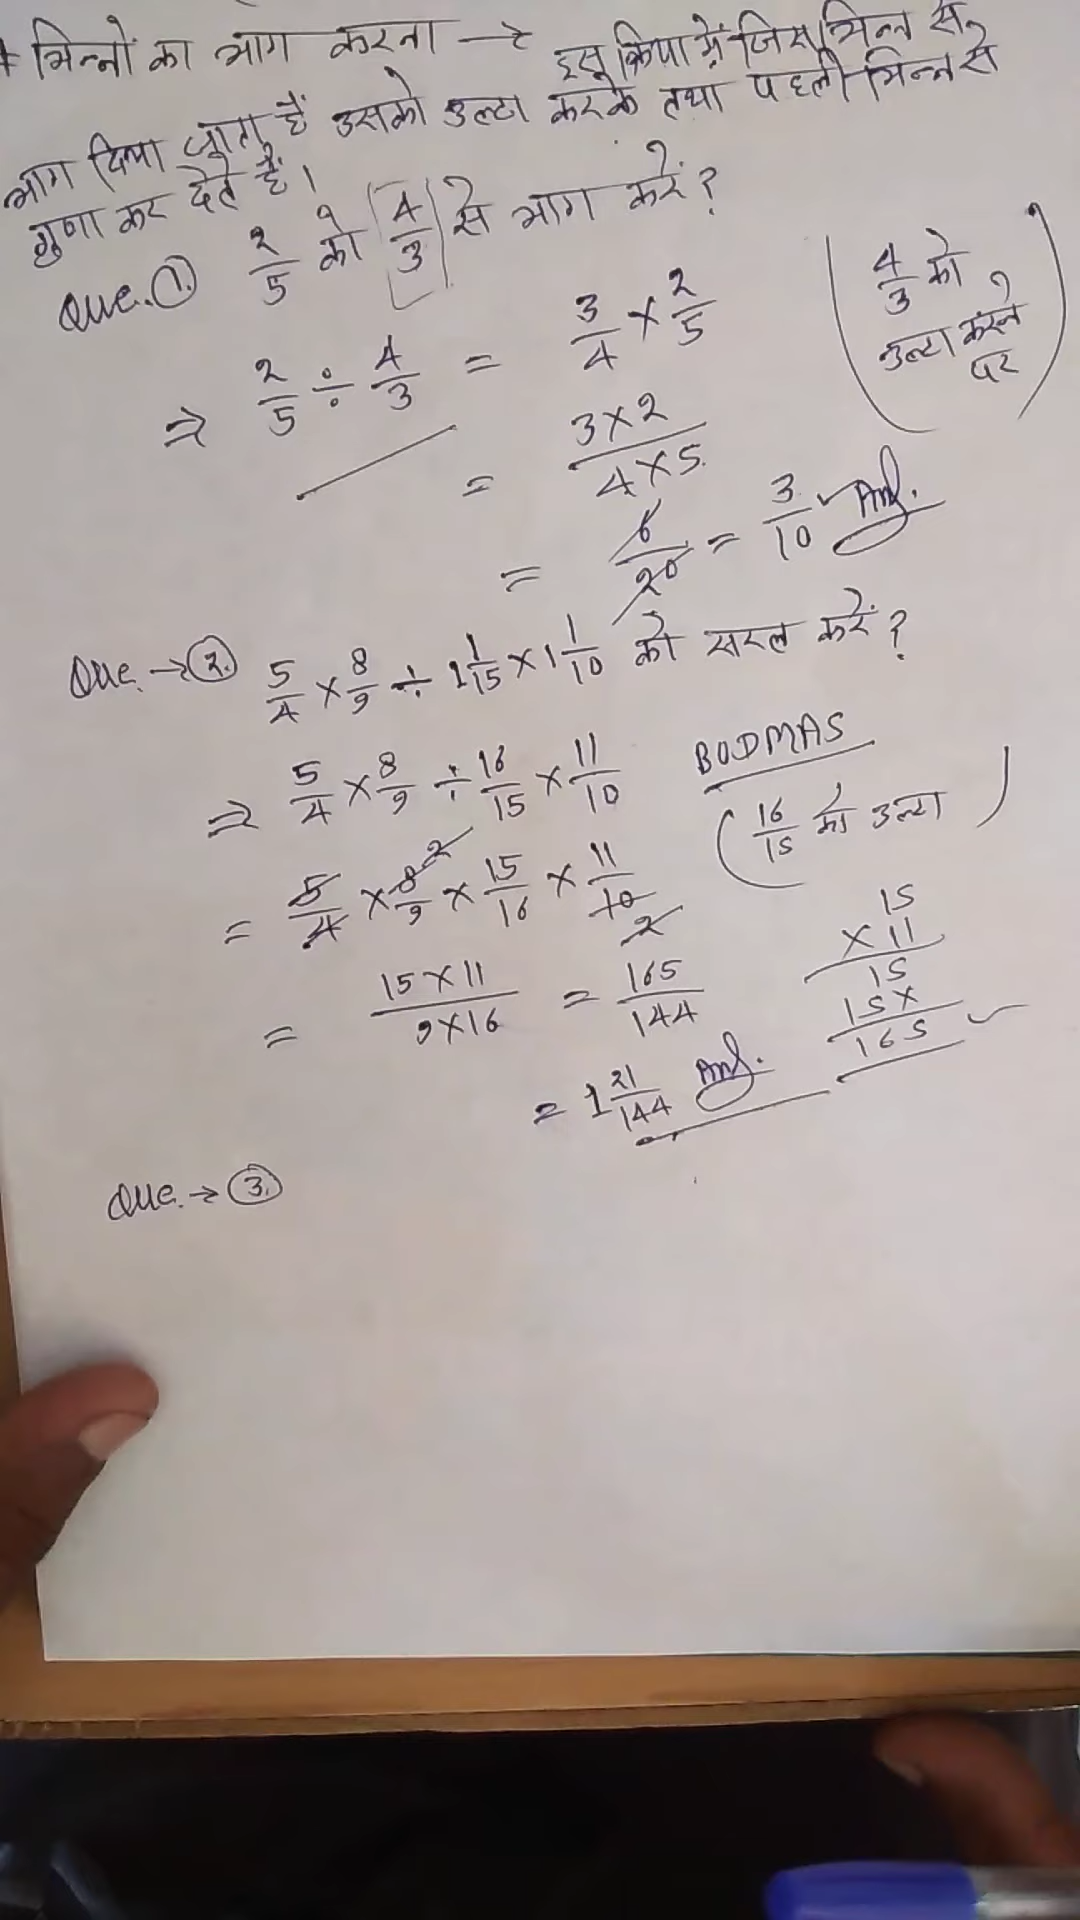 * भिन्नों का भाग करना → इस क्रिया में जिस भिन्न से
भाग दिया जाता है उसको उल्टा करके तथा पहली भिन्न से
गुणा कर देते हैं।
Que. 1. 2/5 को 4/3 से भाग करें?
⇒ 2/5 ÷ 4/3 = 3/4 × 2/5
(4/3 को
उल्टा करने
पर)
= 3×2/4×5
= 6/20 = 3/10 Ans.
Que. → 2. 5/4 × 8/9 ÷ 1 1/15 × 1 1/10 को सरल करें?
⇒ 5/4 × 8/9 ÷ 16/15 × 11/10
BODMAS
(16/15 को उल्टा)
= 5/4 × 8/9 × 15/16 × 11/10
2
2
= 15×11/9×16 = 165/144
15
×11
15
15×
165
= 1 21/144 Ans.
Que. → 3.